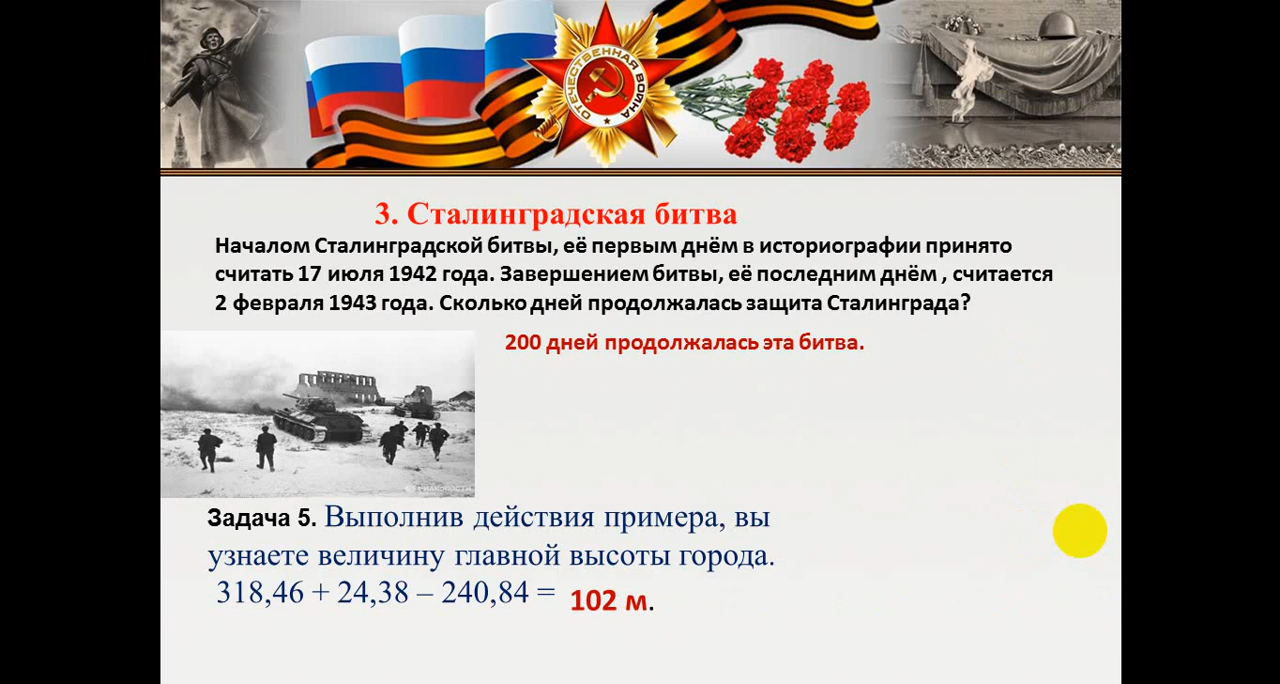 ОТЕЧЕСТВЕННАЯ ВОЙНА
3. Сталинградская битва
Началом Сталинградской битвы, её первым днём в историографии принято
считать 17 июля 1942 года. Завершением битвы, её последним днём , считается
2 февраля 1943 года. Сколько дней продолжалась защита Сталинграда?
200 дней продолжалась эта битва.
Задача 5. Выполнив действия примера, вы
узнаете величину главной высоты города.
318,46 + 24,38 – 240,84 = 102 м.